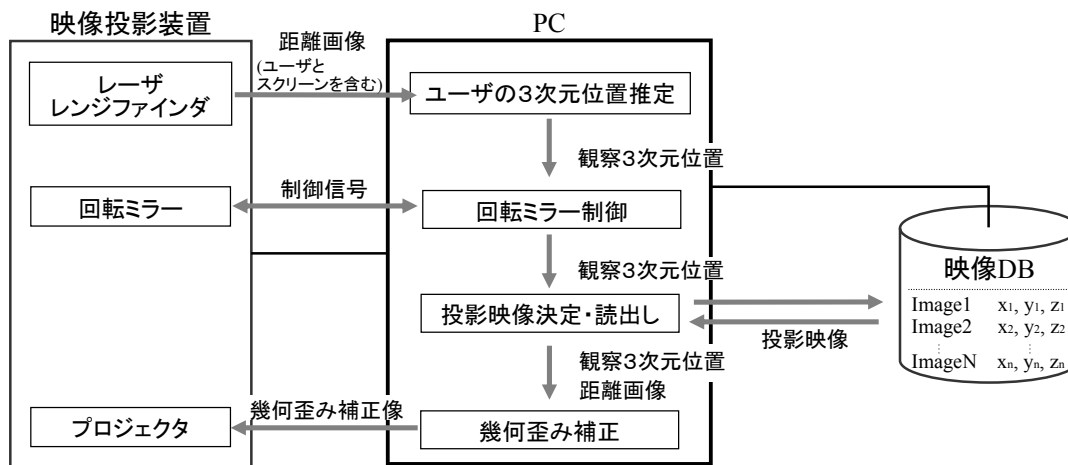 映像投影装置
レーザ
レンジファインダ
回転ミラー
プロジェクタ
距離画像
(ユーザと
スクリーンを含む)
制御信号
幾何歪み補正像
PC
ユーザの3次元位置推定
観察3次元位置
回転ミラー制御
観察3次元位置
投影映像決定・読出し
観察3次元位置
距離画像
幾何歪み補正
投影映像
映像DB
Image1 x₁, y₁, z₁
Image2 x₂, y₂, z₂
ImageN xₙ, yₙ, zₙ